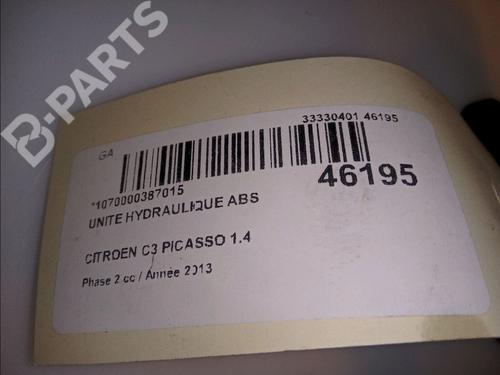 B-PARTS
GA
33330401 46195
*1070000387015
46195
UNITE HYDRAULIQUE ABS
CITROEN C3 PICASSO 1.4
Phase 2 cc / Année 2013